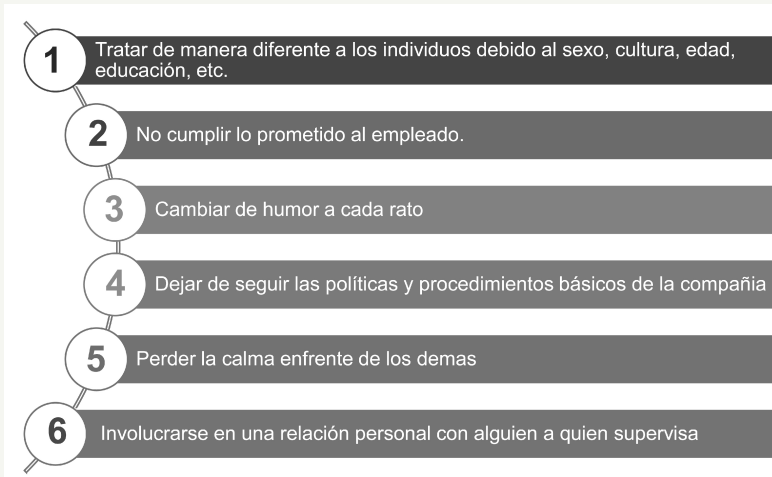 1
Tratar de manera diferente a los individuos debido al sexo, cultura, edad,
educación, etc.
2
No cumplir lo prometido al empleado.
3
Cambiar de humor a cada rato
4
Dejar de seguir las políticas y procedimientos básicos de la compañia
5
Perder la calma enfrente de los demas
6
Involucrarse en una relación personal con alguien a quien supervisa